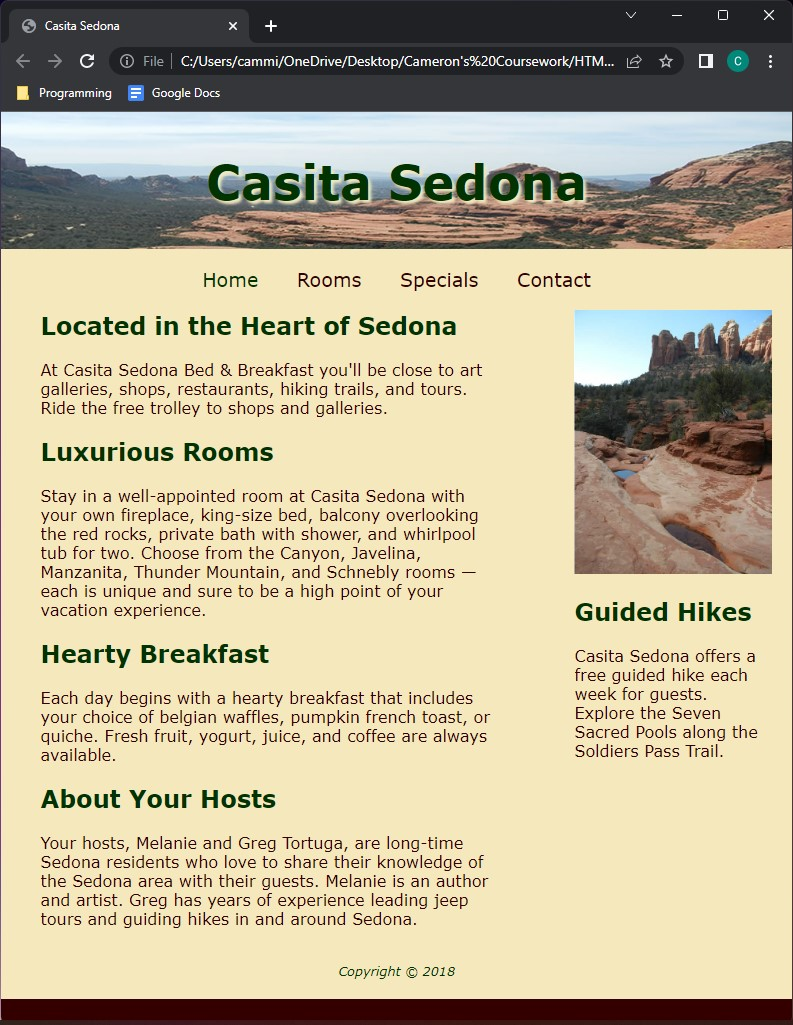 Casita Sedona
File C:/Users/cammi/OneDrive/Desktop/Cameron's%20Coursework/HTM...
C
Programming Google Docs
Casita Sedona
Home Rooms Specials Contact
Located in the Heart of Sedona
At Casita Sedona Bed & Breakfast you'll be close to art
galleries, shops, restaurants, hiking trails, and tours.
Ride the free trolley to shops and galleries.
Luxurious Rooms
Stay in a well-appointed room at Casita Sedona with
your own fireplace, king-size bed, balcony overlooking
the red rocks, private bath with shower, and whirlpool
tub for two. Choose from the Canyon, Javelina,
Manzanita, Thunder Mountain, and Schnebly rooms —
each is unique and sure to be a high point of your
vacation experience.
Hearty Breakfast
Each day begins with a hearty breakfast that includes
your choice of belgian waffles, pumpkin french toast, or
quiche. Fresh fruit, yogurt, juice, and coffee are always
available.
About Your Hosts
Your hosts, Melanie and Greg Tortuga, are long-time
Sedona residents who love to share their knowledge of
the Sedona area with their guests. Melanie is an author
and artist. Greg has years of experience leading jeep
tours and guiding hikes in and around Sedona.
Guided Hikes
Casita Sedona offers a
free guided hike each
week for guests.
Explore the Seven
Sacred Pools along the
Soldiers Pass Trail.
Copyright © 2018